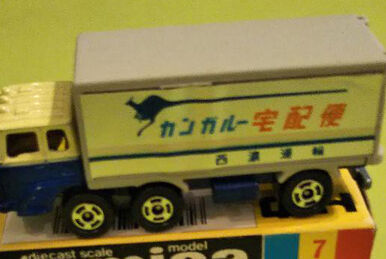 カンガルー宅配便
西濃運輸
diecast scale model
7